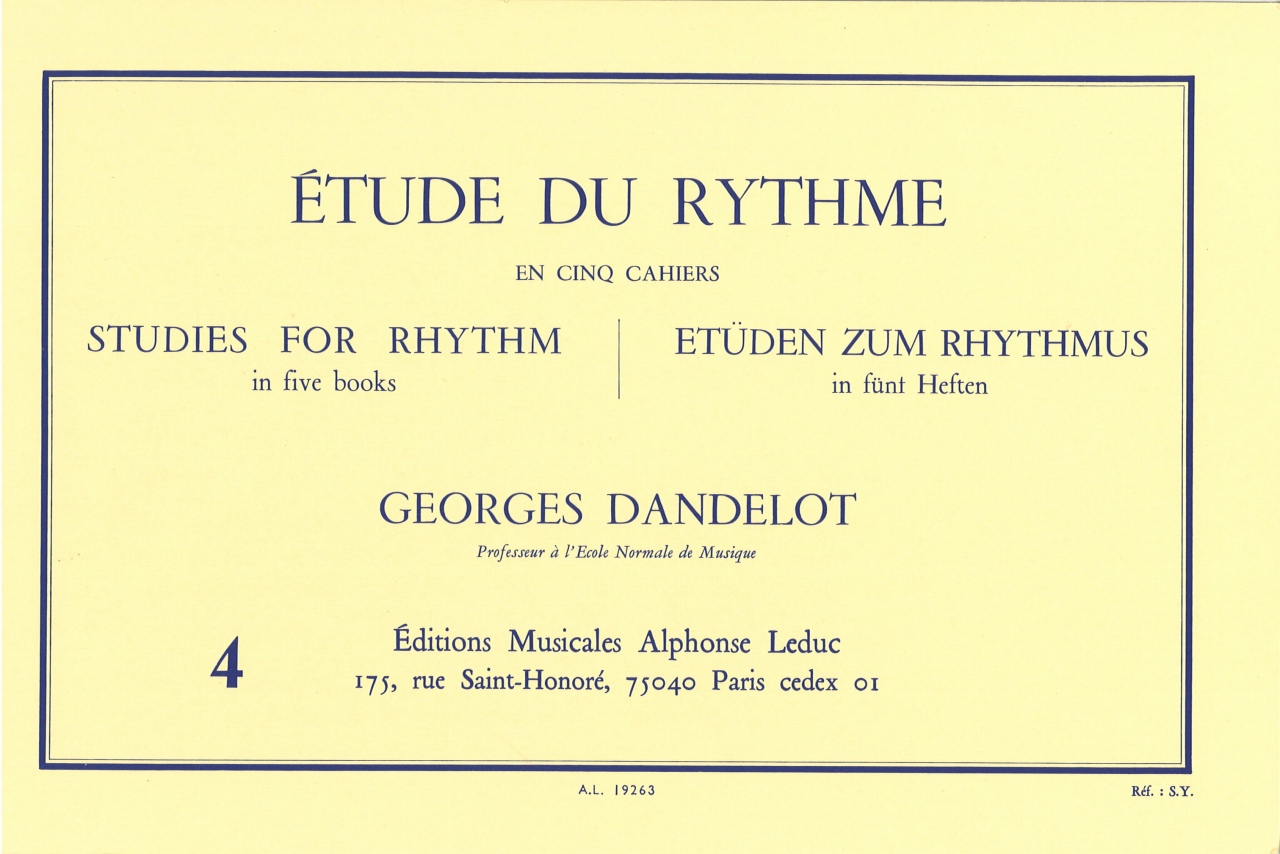 ÉTUDE DU RYTHME
EN CINQ CAHIERS
STUDIES FOR RHYTHM
in five books
ETÜDEN ZUM RHYTHMUS
in fünf Heften
GEORGES DANDELOT
Professeur à l'Ecole Normale de Musique
4
Éditions Musicales Alphonse Leduc
175, rue Saint-Honoré, 75040 Paris cedex 01
A.L. 19263
Réf. : S.Y.